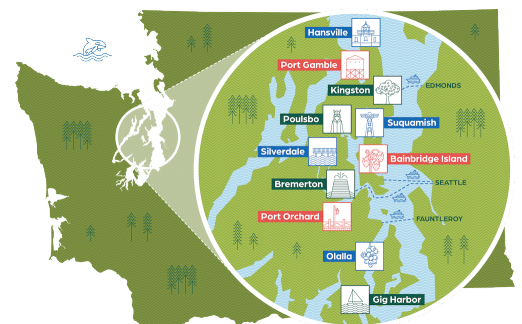 Hansville
Port Gamble
Kingston
EDMONDS
Poulsbo
Suquamish
Silverdale
Bainbridge Island
Bremerton
SEATTLE
Port Orchard
FAUNTLEROY
Olalla
Gig Harbor